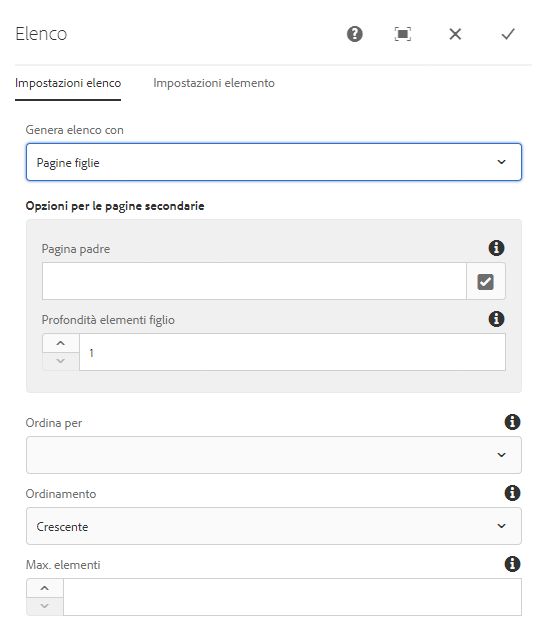 Elenco
Impostazioni elenco Impostazioni elemento
Genera elenco con
Pagine figlie
Opzioni per le pagine secondarie
Pagina padre
Profondità elementi figlio
1
Ordina per
Ordinamento
Crescente
Max. elementi